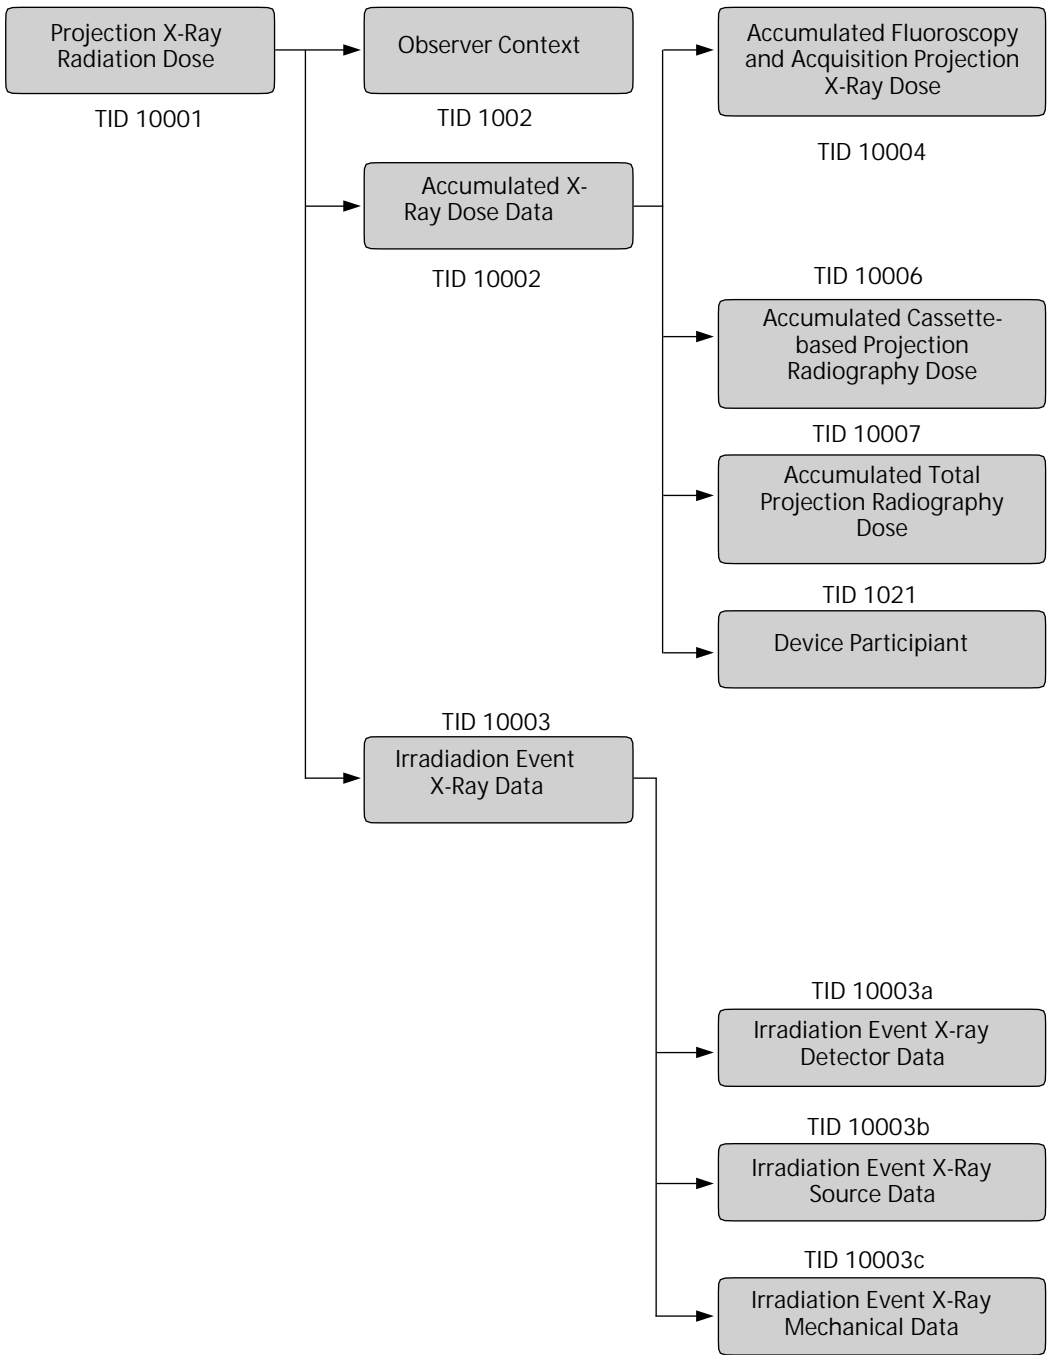 Projection X-Ray
Radiation Dose
TID 10001
Observer Context
TID 1002
Accumulated X-
Ray Dose Data
TID 10002
Accumulated Fluoroscopy
and Acquisition Projection
X-Ray Dose
TID 10004
TID 10006
Accumulated Cassette-
based Projection
Radiography Dose
TID 10007
Accumulated Total
Projection Radiography
Dose
TID 1021
Device Participiant
TID 10003
Irradiadion Event
X-Ray Data
TID 10003a
Irradiation Event X-ray
Detector Data
TID 10003b
Irradiation Event X-Ray
Source Data
TID 10003c
Irradiation Event X-Ray
Mechanical Data